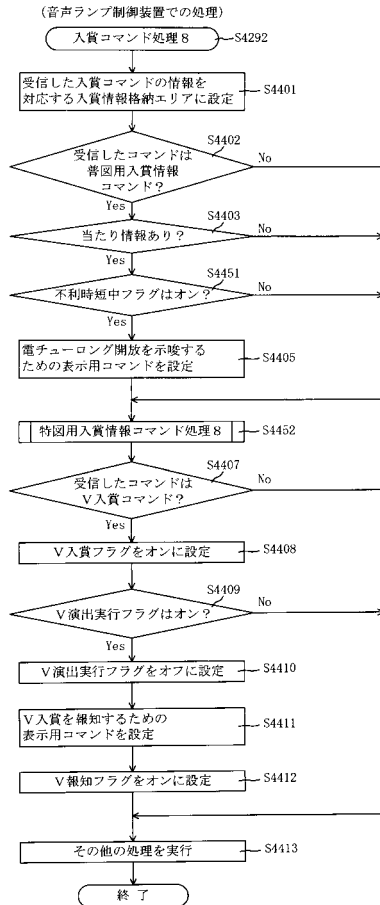 (音声ランプ制御装置での処理)
入賞コマンド処理8
S4292
受信した入賞コマンドの情報を
対応する入賞情報格納エリアに設定
S4401
S4402
受信したコマンドは
普図用入賞情報
コマンド?
No
Yes
S4403
当たり情報あり?
No
Yes
S4451
不利時短中フラグはオン?
No
Yes
電チューロング開放を示唆する
ための表示用コマンドを設定
S4405
特図用入賞情報コマンド処理8
S4452
S4407
受信したコマンドは
V入賞コマンド?
No
Yes
V入賞フラグをオンに設定
S4408
S4409
V演出実行フラグはオン?
No
Yes
V演出実行フラグをオフに設定
S4410
V入賞を報知するための
表示用コマンドを設定
S4411
V報知フラグをオンに設定
S4412
その他の処理を実行
S4413
終了